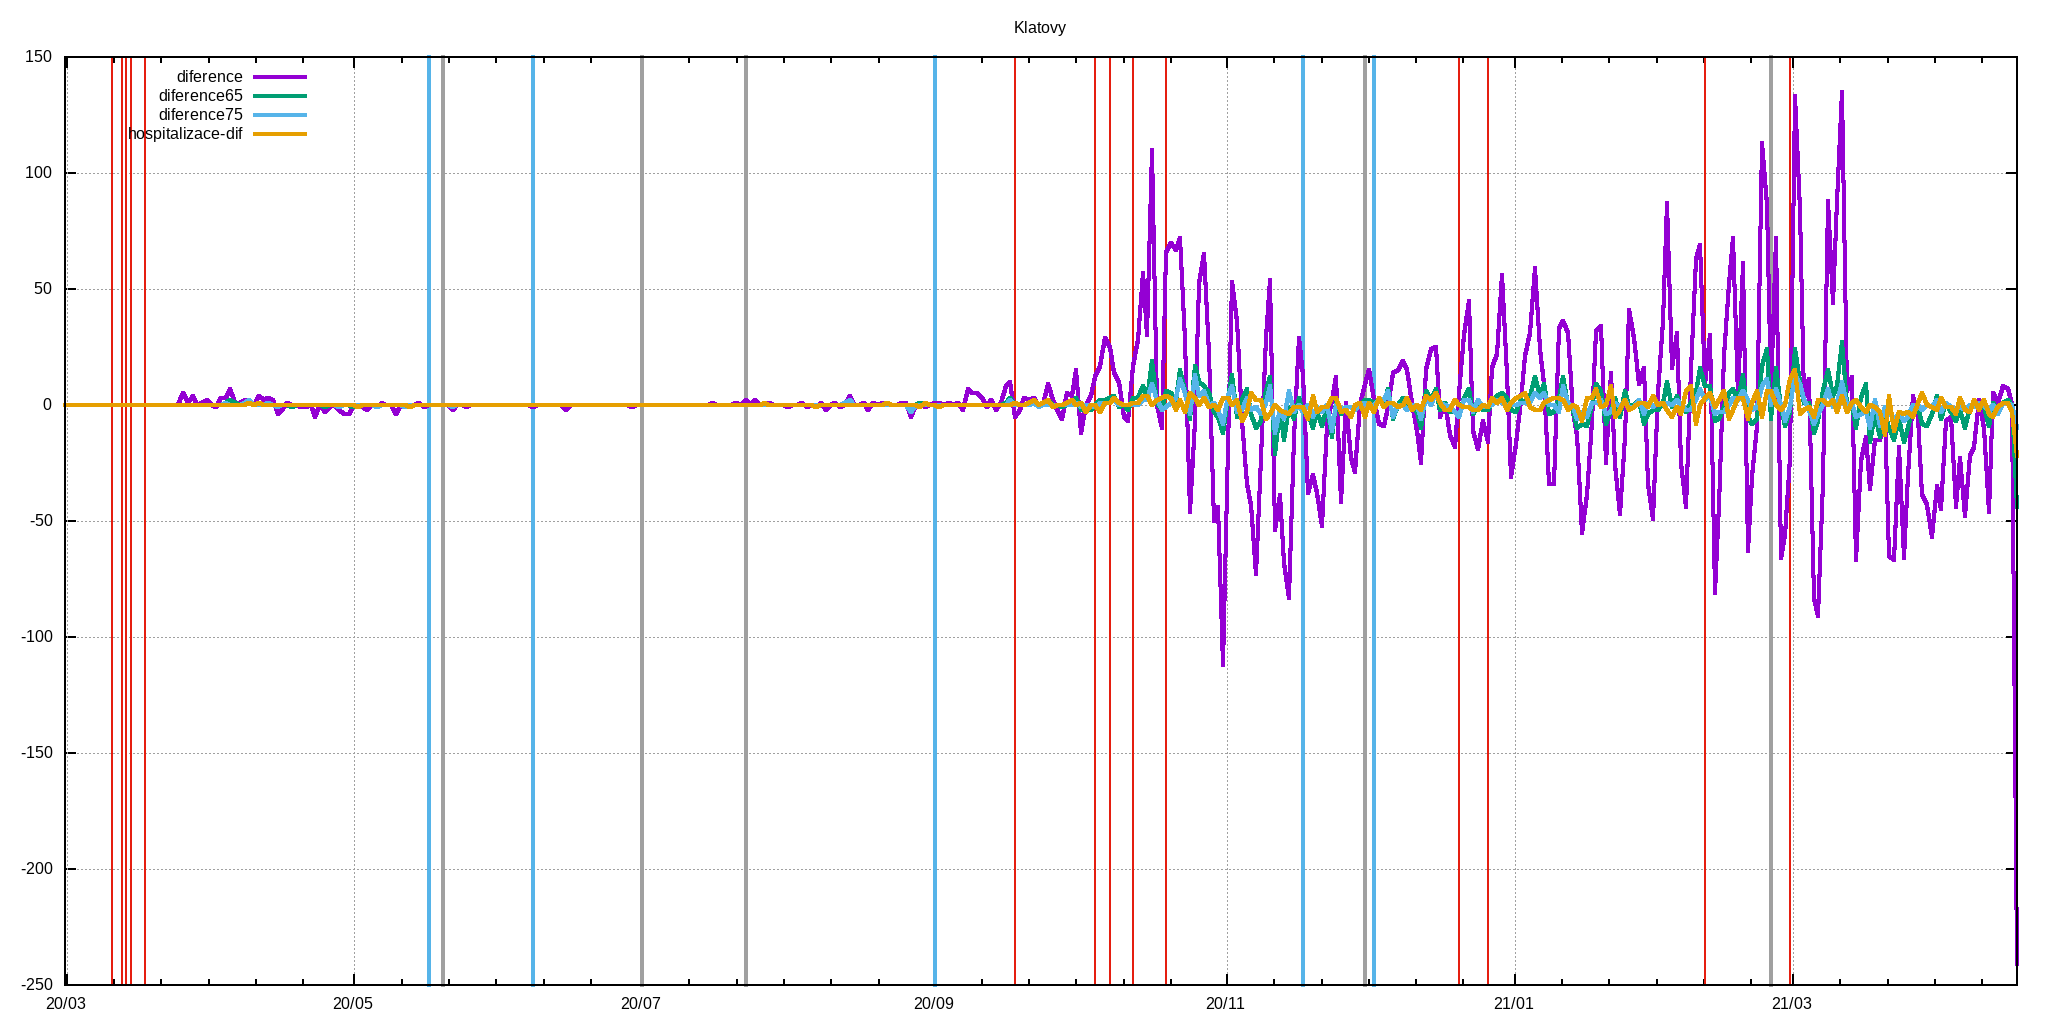 Klatovy
150
diference
diference65
diference75
hospitalizace-dif
100
50
0
-50
-100
-150
-200
-250
20/03 20/05 20/07 20/09 20/11 21/01 21/03